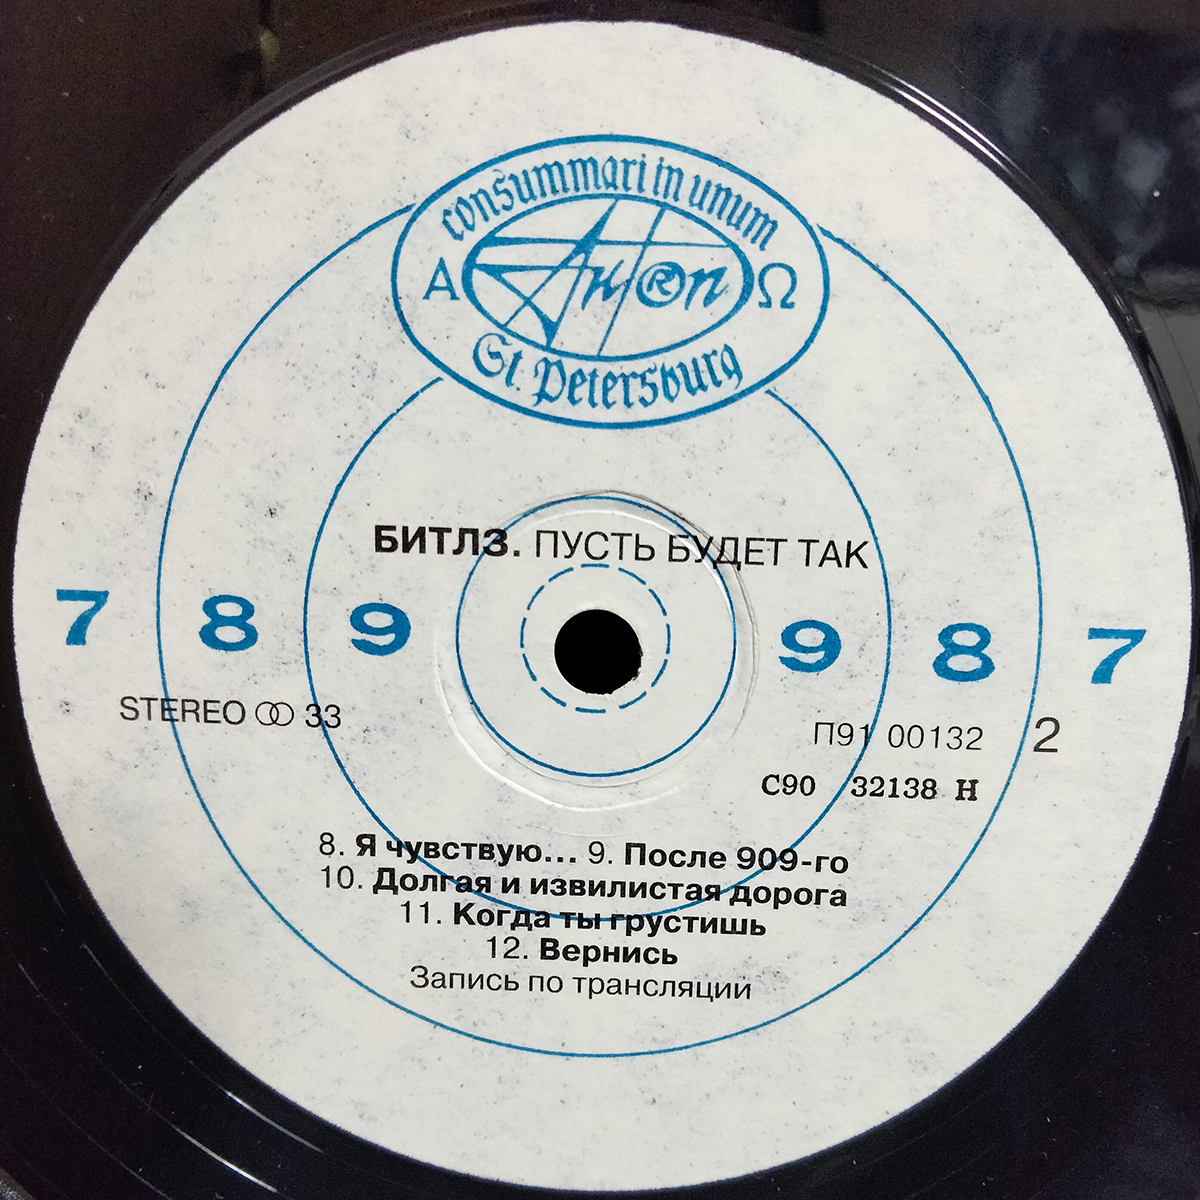 consummari in unum
Α АнтRоп Ω
St. Petersburg
БИТЛЗ. ПУСТЬ БУДЕТ ТАК
7 8 9 9 8 7
STEREO 33
П91 00132 2
С90 32138 Н
8. Я чувствую... 9. После 909-го
10. Долгая и извилистая дорога
11. Когда ты грустишь
12. Вернись
Запись по трансляции